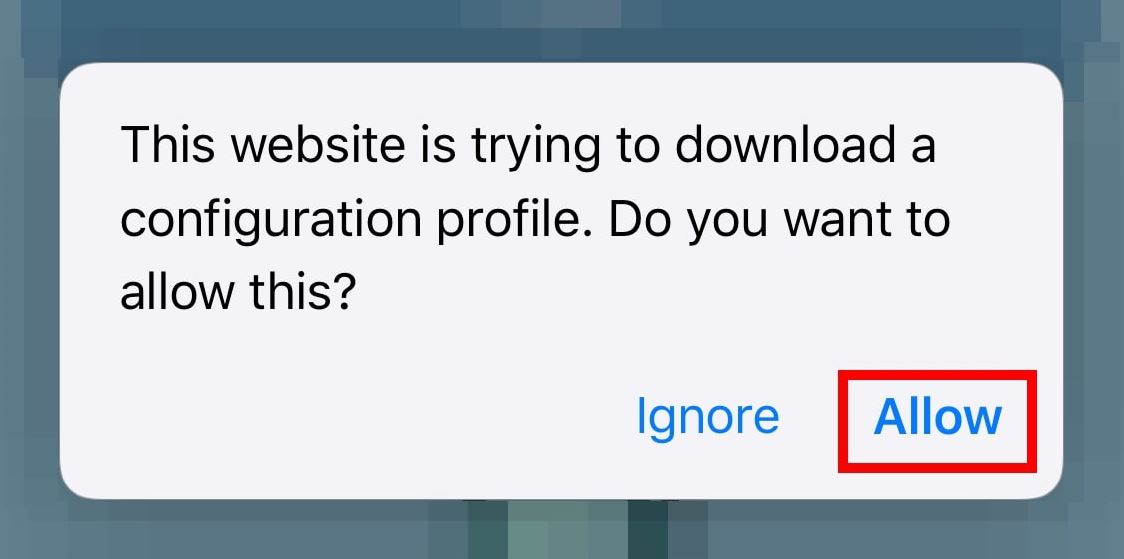 This website is trying to download a
configuration profile. Do you want to
allow this?
Ignore Allow